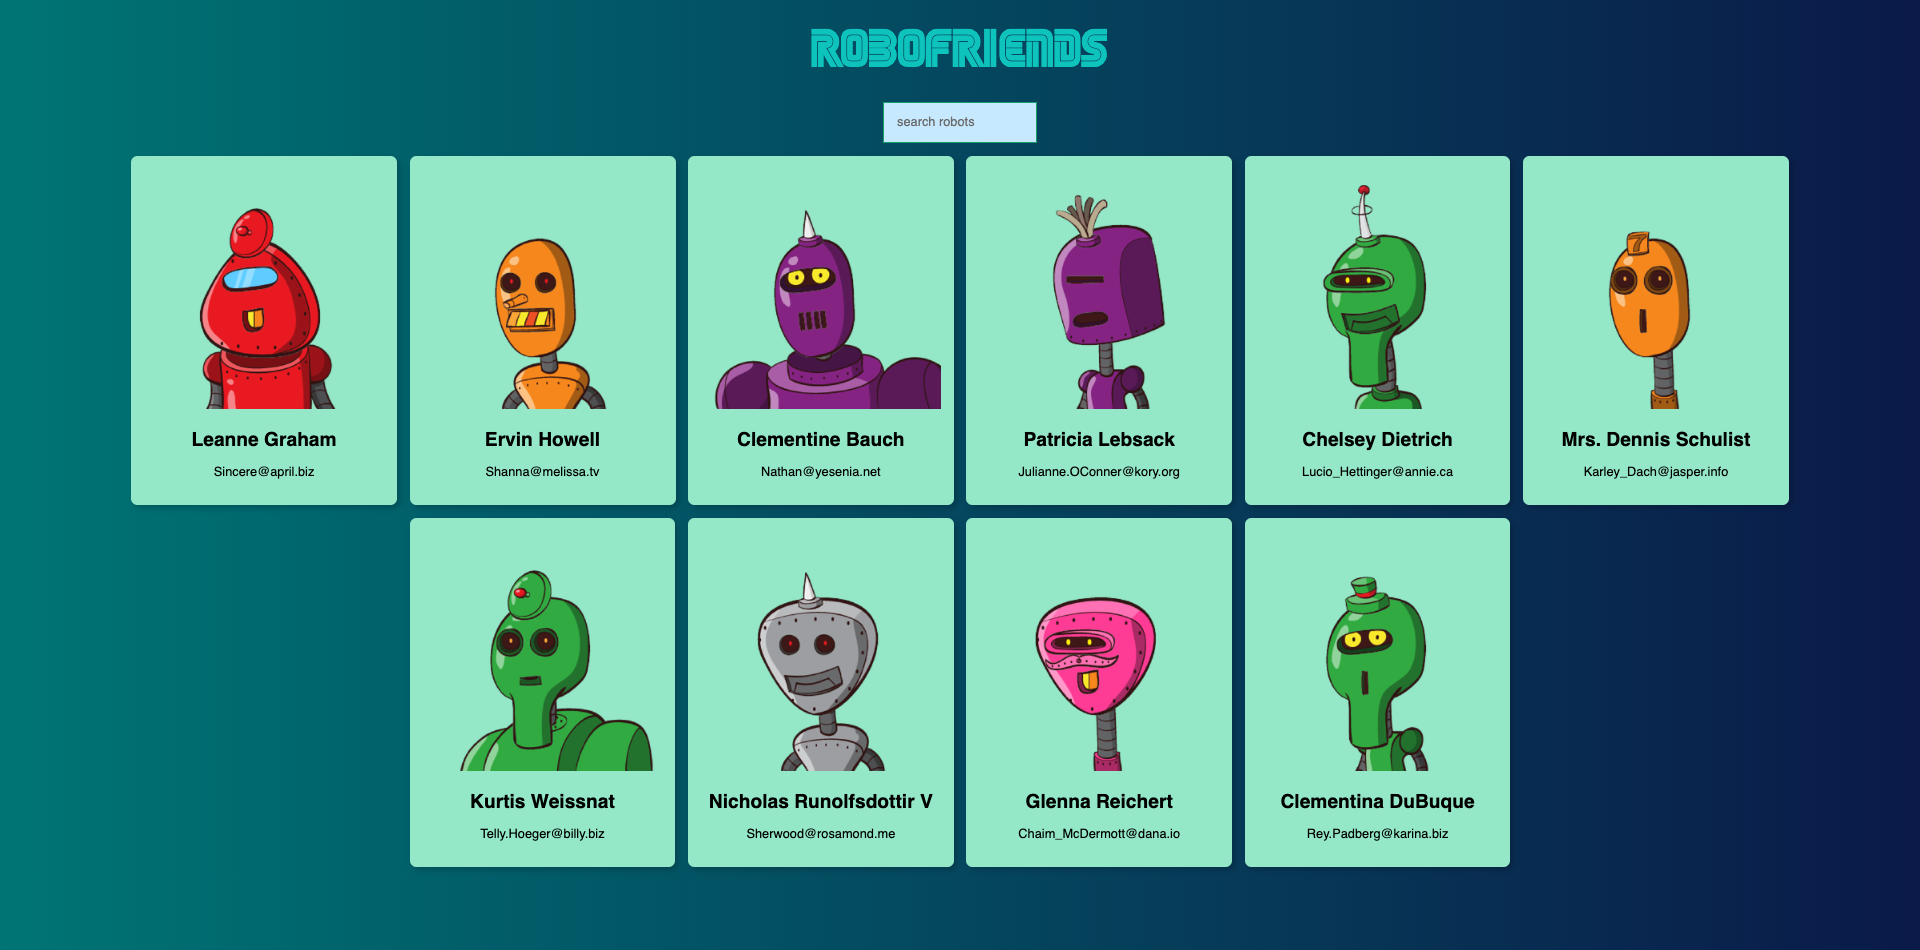 ROBOFRIENDS
search robots
7
Leanne Graham
Sincere@april.biz
Ervin Howell
Shanna@melissa.tv
Clementine Bauch
Nathan@yesenia.net
Patricia Lebsack
Julianne.OConner@kory.org
Chelsey Dietrich
Lucio_Hettinger@annie.ca
Mrs. Dennis Schulist
Karley_Dach@jasper.info
Kurtis Weissnat
Telly.Hoeger@billy.biz
Nicholas Runolfsdottir V
Sherwood@rosamond.me
Glenna Reichert
Chaim_McDermott@dana.io
Clementina DuBuque
Rey.Padberg@karina.biz